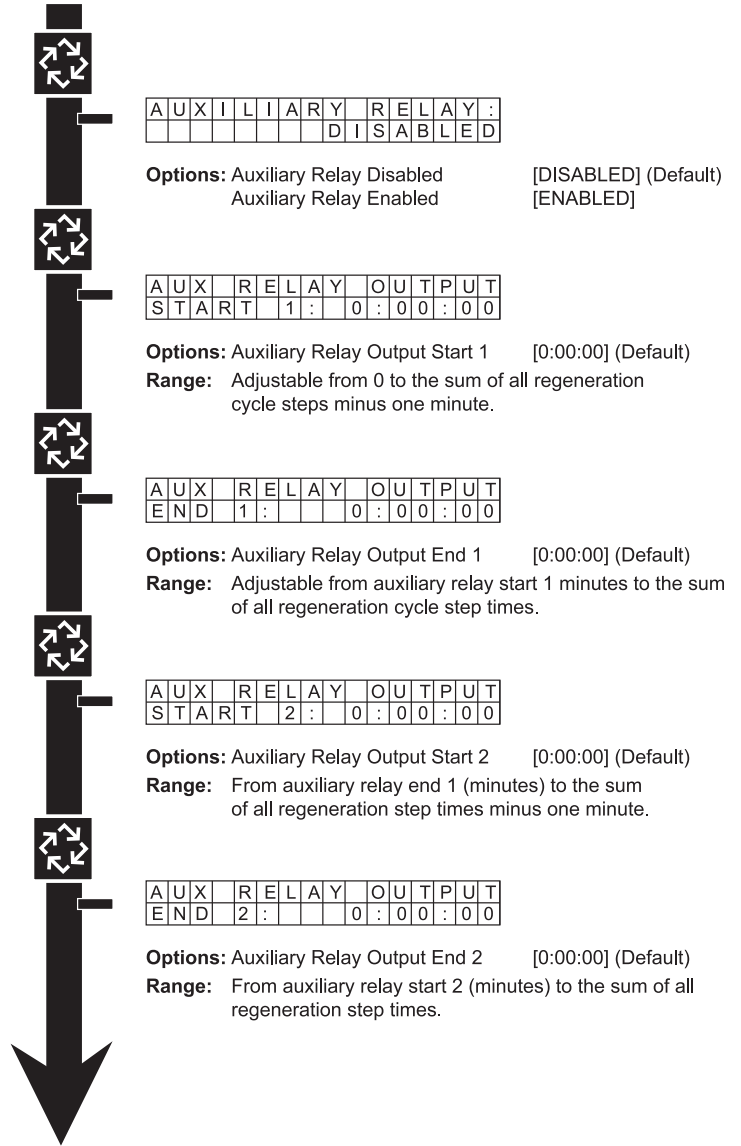 AUXILIARY RELAY:
DISABLED
Options: Auxiliary Relay Disabled [DISABLED] (Default)
Auxiliary Relay Enabled [ENABLED]
AUX RELAY OUTPUT
START 1: 0:00:00
Options: Auxiliary Relay Output Start 1 [0:00:00] (Default)
Range: Adjustable from 0 to the sum of all regeneration
cycle steps minus one minute.
AUX RELAY OUTPUT
END 1: 0:00:00
Options: Auxiliary Relay Output End 1 [0:00:00] (Default)
Range: Adjustable from auxiliary relay start 1 minutes to the sum
of all regeneration cycle step times.
AUX RELAY OUTPUT
START 2: 0:00:00
Options: Auxiliary Relay Output Start 2 [0:00:00] (Default)
Range: From auxiliary relay end 1 (minutes) to the sum
of all regeneration step times minus one minute.
AUX RELAY OUTPUT
END 2: 0:00:00
Options: Auxiliary Relay Output End 2 [0:00:00] (Default)
Range: From auxiliary relay start 2 (minutes) to the sum of all
regeneration step times.